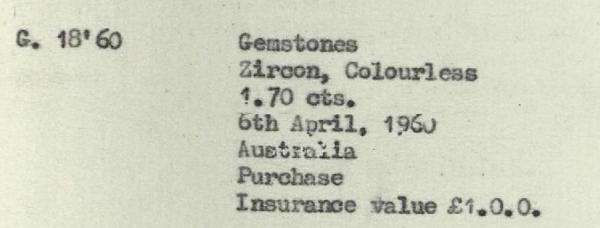 G. 18'60 Gemstones
Zircon, Colourless
1.70 cts.
6th April, 1960
Australia
Purchase
Insurance value £1.0.0.